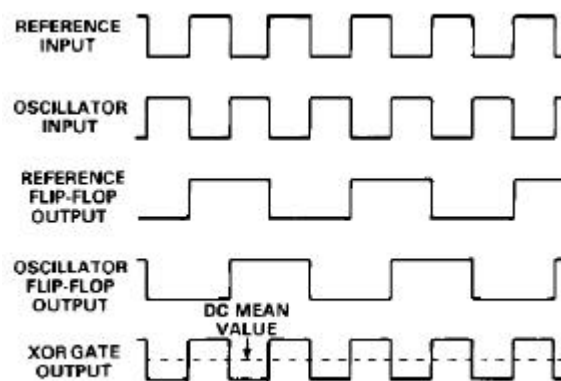 REFERENCE
INPUT
OSCILLATOR
INPUT
REFERENCE
FLIP-FLOP
OUTPUT
OSCILLATOR
FLIP-FLOP
OUTPUT
DC MEAN
VALUE
XOR GATE
OUTPUT